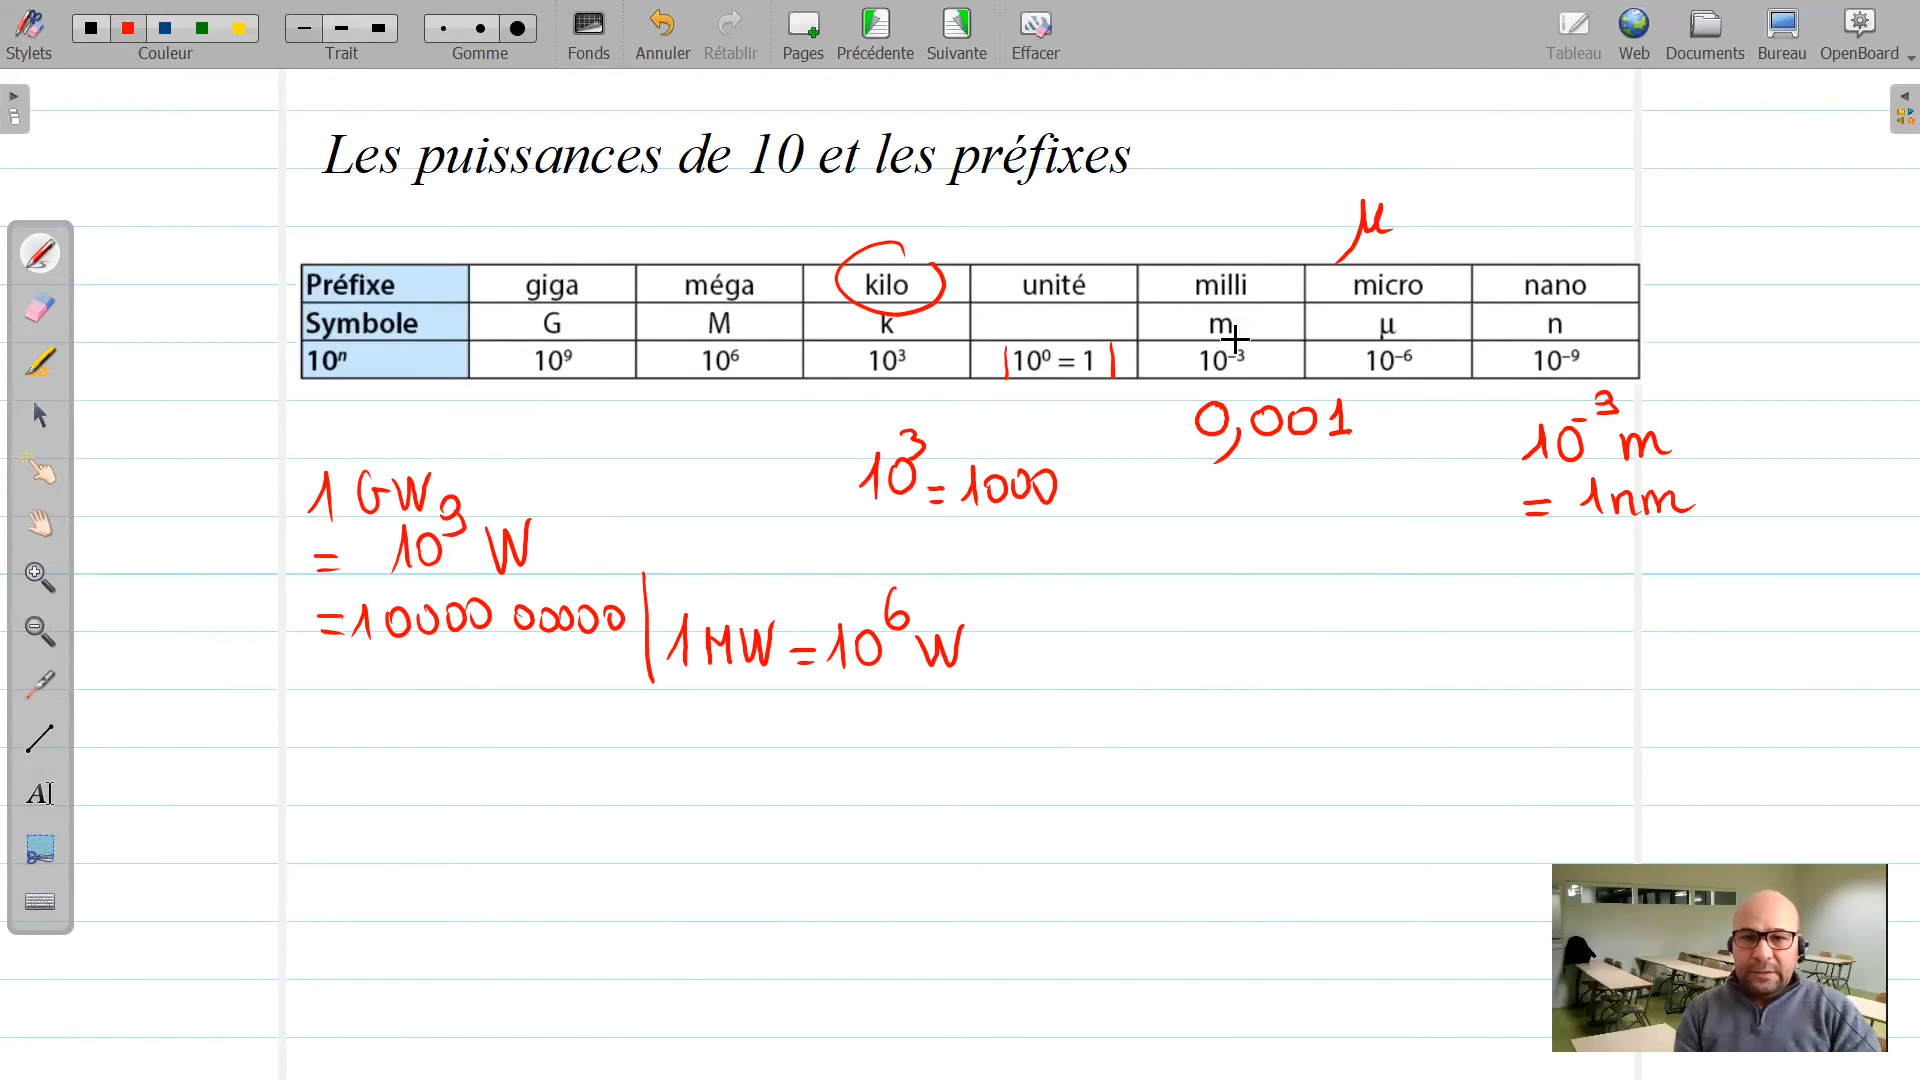 Stylets Couleur Trait Gomme Fonds Annuler Rétablir Pages Précédente Suivante Effacer Tableau Web Documents Bureau OpenBoard
Les puissances de 10 et les préfixes
μ
Préfixe giga méga kilo unité milli micro nano
Symbole G M k m μ n
10ⁿ 10⁹ 10⁶ 10³ 10⁰ = 1 10⁻³ 10⁻⁶ 10⁻⁹
0,001
10³ = 1000
10⁻³ m
= 1nm
1 GW
= 10³ W
= 10000 00000
1 MW = 10⁶ W